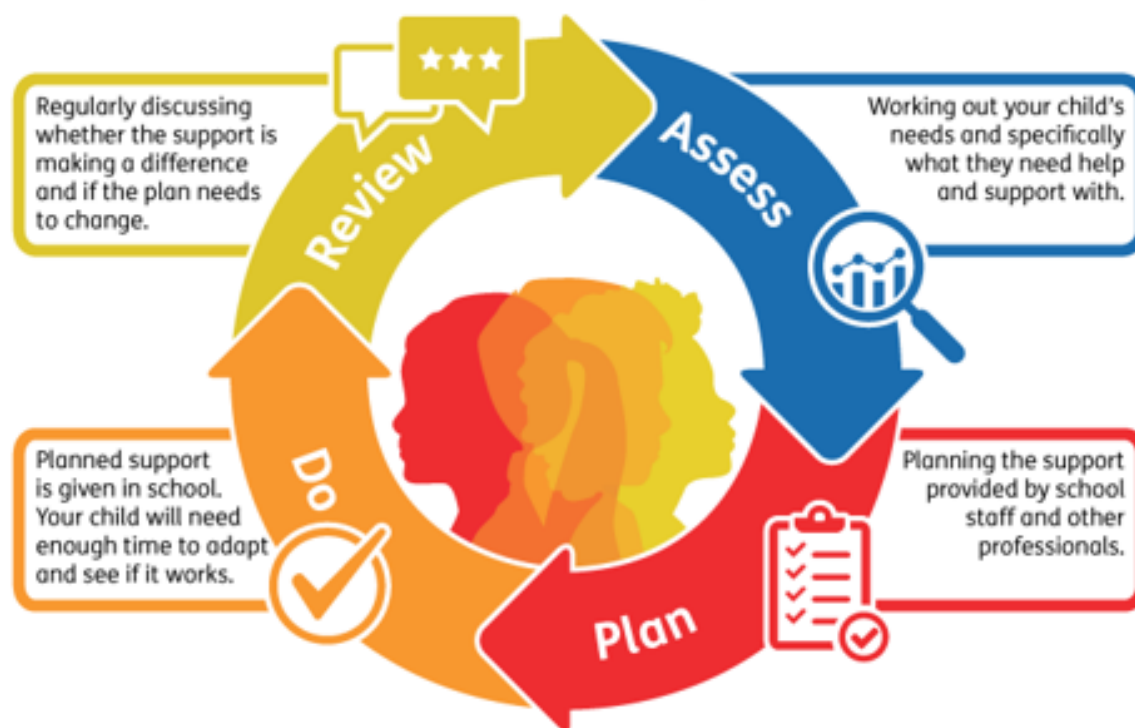 Review
Regularly discussing
whether the support is
making a difference
and if the plan needs
to change.
Assess
Working out your child's
needs and specifically
what they need help
and support with.
Plan
Planning the support
provided by school
staff and other
professionals.
Do
Planned support
is given in school.
Your child will need
enough time to adapt
and see if it works.